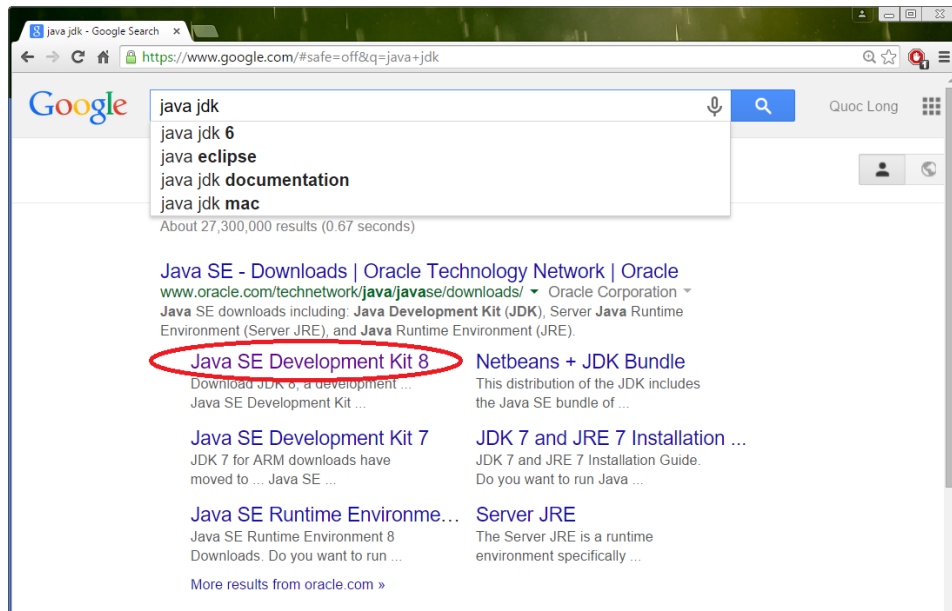 java jdk - Google Search
https://www.google.com/#safe=off&q=java+jdk
1
Google
java jdk
Quoc Long
java jdk 6
java eclipse
java jdk documentation
java jdk mac
About 27,300,000 results (0.67 seconds)
Java SE - Downloads | Oracle Technology Network | Oracle
www.oracle.com/technetwork/java/javase/downloads/ Oracle Corporation
Java SE downloads including: Java Development Kit (JDK), Server Java Runtime
Environment (Server JRE), and Java Runtime Environment (JRE).
Java SE Development Kit 8
Download JDK 8, a development ...
Java SE Development Kit ...
Netbeans + JDK Bundle
This distribution of the JDK includes
the Java SE bundle of ...
Java SE Development Kit 7
JDK 7 for ARM downloads have
moved to ... Java SE ...
JDK 7 and JRE 7 Installation ...
JDK 7 and JRE 7 Installation Guide.
Do you want to run Java ...
Java SE Runtime Environme...
Java SE Runtime Environment 8
Downloads. Do you want to run ...
Server JRE
The Server JRE is a runtime
environment specifically ...
More results from oracle.com »